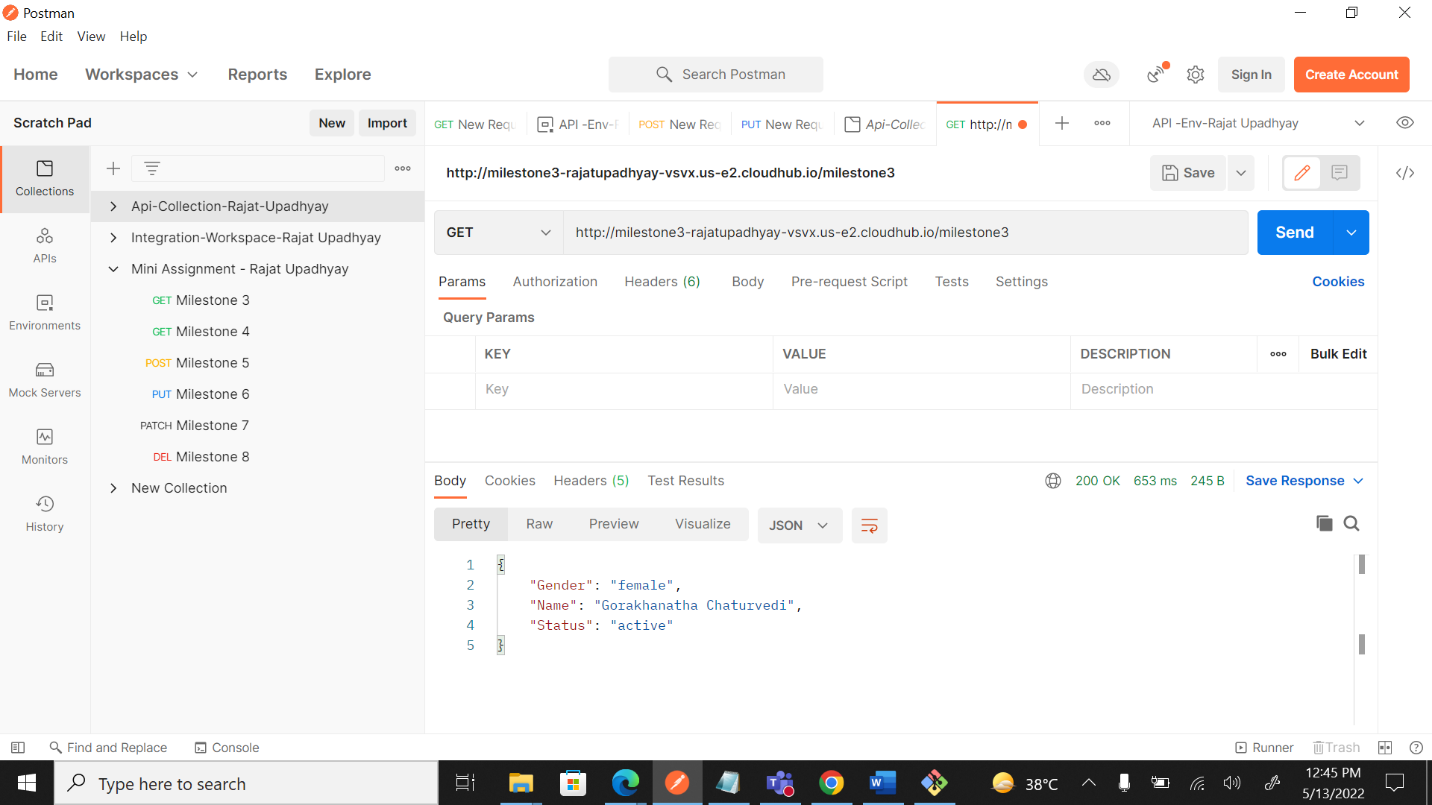 Postman
File Edit View Help
Home Workspaces Reports Explore
Search Postman
Sign In
Create Account
Scratch Pad
New
Import
GET New Requ
API -Env-
POST New Req
PUT New Requ
Api-Collec
GET http://
API -Env-Rajat Upadhyay
Collections
APIs
Environments
Mock Servers
Monitors
History
Api-Collection-Rajat-Upadhyay
Integration-Workspace-Rajat Upadhyay
Mini Assignment - Rajat Upadhyay
GET Milestone 3
GET Milestone 4
POST Milestone 5
PUT Milestone 6
PATCH Milestone 7
DEL Milestone 8
New Collection
http://milestone3-rajatupadhyay-vsvx.us-e2.cloudhub.io/milestone3
Save
</>
GET
http://milestone3-rajatupadhyay-vsvx.us-e2.cloudhub.io/milestone3
Send
Params Authorization Headers (6) Body Pre-request Script Tests Settings
Cookies
Query Params
KEY VALUE DESCRIPTION
Bulk Edit
Key Value Description
Body Cookies Headers (5) Test Results
200 OK 653 ms 245 B
Save Response
Pretty Raw Preview Visualize
JSON
1 {
2 "Gender": "female",
3 "Name": "Gorakhanatha Chaturvedi",
4 "Status": "active"
5 }
Find and Replace
Console
Runner
Trash
Type here to search
38°C
12:45 PM
5/13/2022